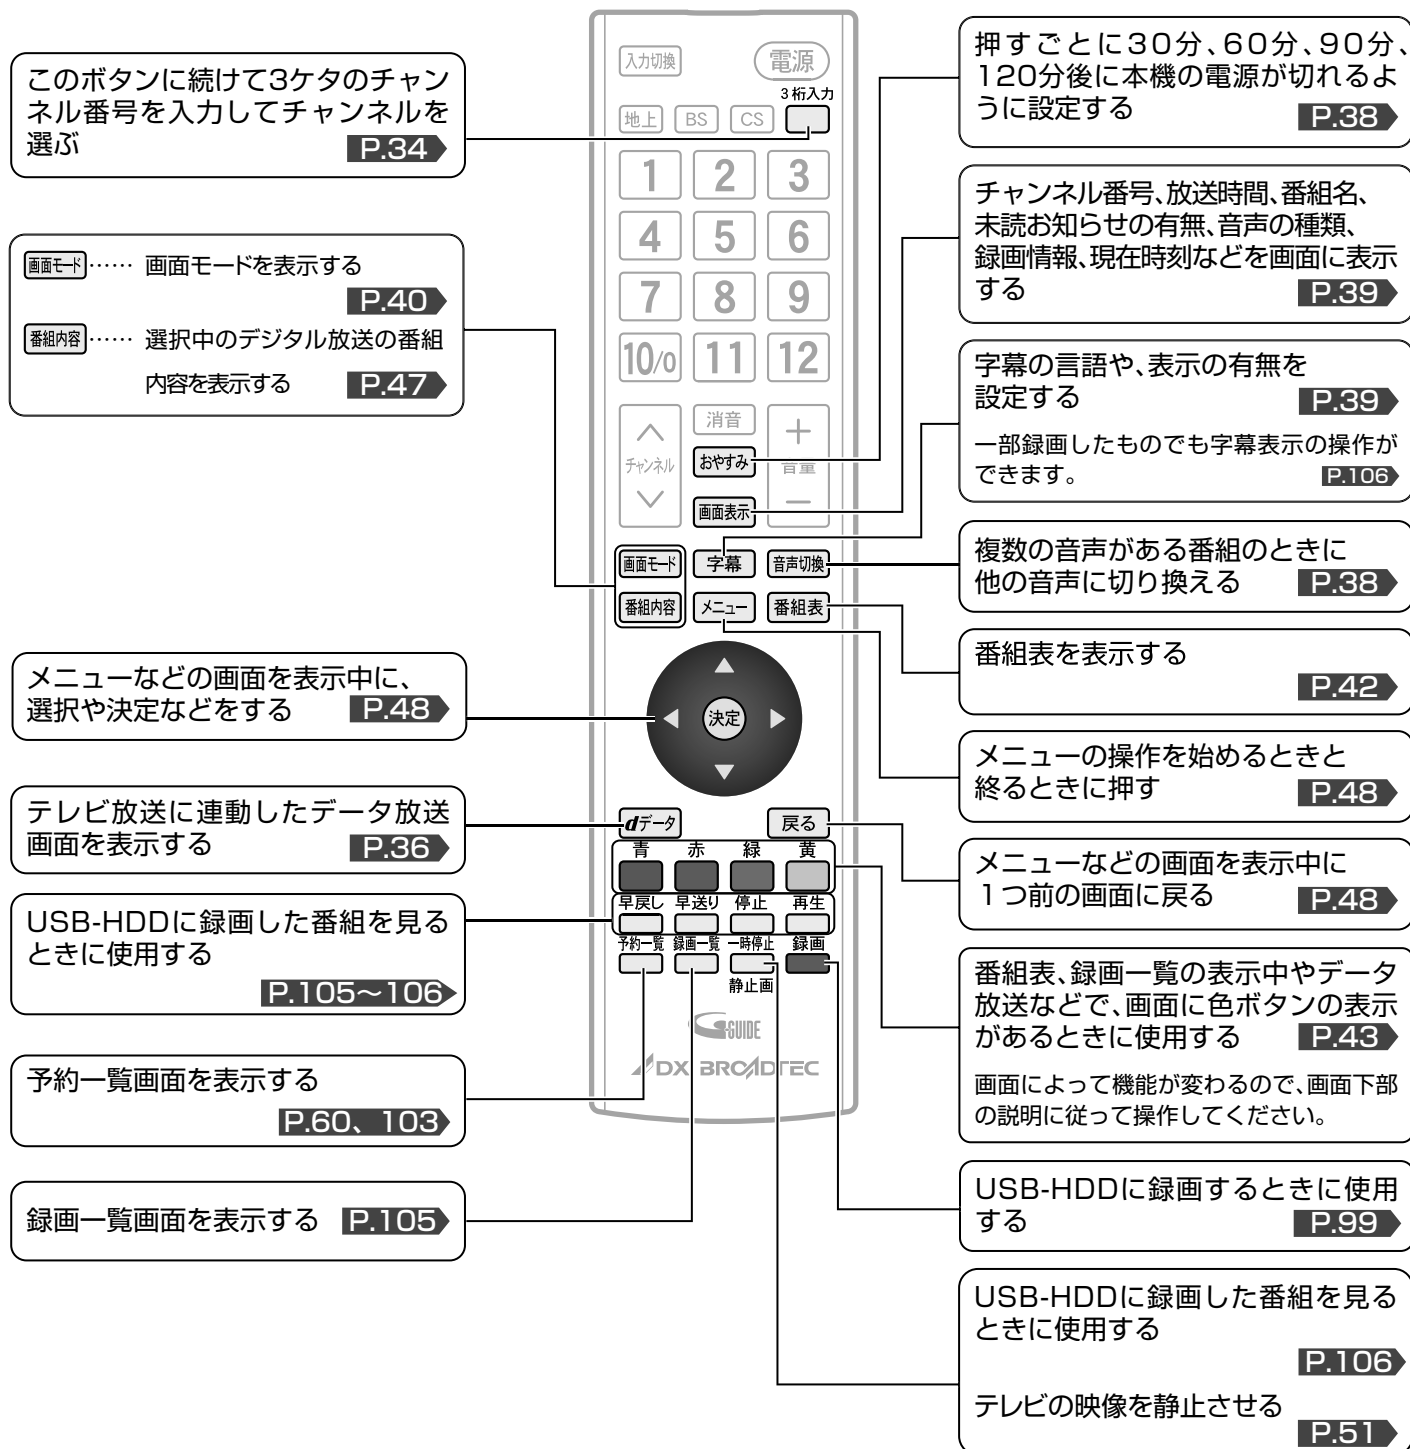 このボタンに続けて3ケタのチャン
ネル番号を入力してチャンネルを
選ぶ P.34
画面モード …… 画面モードを表示する
P.40
番組内容 …… 選択中のデジタル放送の番組
内容を表示する P.47
メニューなどの画面を表示中に、
選択や決定などをする P.48
テレビ放送に連動したデータ放送
画面を表示する P.36
USB-HDDに録画した番組を見る
ときに使用する
P.105～106
予約一覧画面を表示する
P.60、103
録画一覧画面を表示する P.105
入力切換 電源
3桁入力
地上 BS CS
1 2 3
4 5 6
7 8 9
10/0 11 12
消音 +
チャンネル おやすみ 音量
画面表示 −
画面モード 字幕 音声切換
番組内容 メニュー 番組表
決定
dデータ 戻る
青 赤 緑 黄
早戻し 早送り 停止 再生
予約一覧 録画一覧 一時停止 録画
静止画
G-GUIDE
DX BROADTEC
押すごとに30分、60分、90分、
120分後に本機の電源が切れるよ
うに設定する P.38
チャンネル番号、放送時間、番組名、
未読お知らせの有無、音声の種類、
録画情報、現在時刻などを画面に表示
する P.39
字幕の言語や、表示の有無を
設定する P.39
一部録画したものでも字幕表示の操作が
できます。 P.106
複数の音声がある番組のときに
他の音声に切り換える P.38
番組表を表示する
P.42
メニューの操作を始めるときと
終るときに押す P.48
メニューなどの画面を表示中に
1つ前の画面に戻る P.48
番組表、録画一覧の表示中やデータ
放送などで、画面に色ボタンの表示
があるときに使用する P.43
画面によって機能が変わるので、画面下部
の説明に従って操作してください。
USB-HDDに録画するときに使用
する P.99
USB-HDDに録画した番組を見る
ときに使用する
P.106
テレビの映像を静止させる
P.51